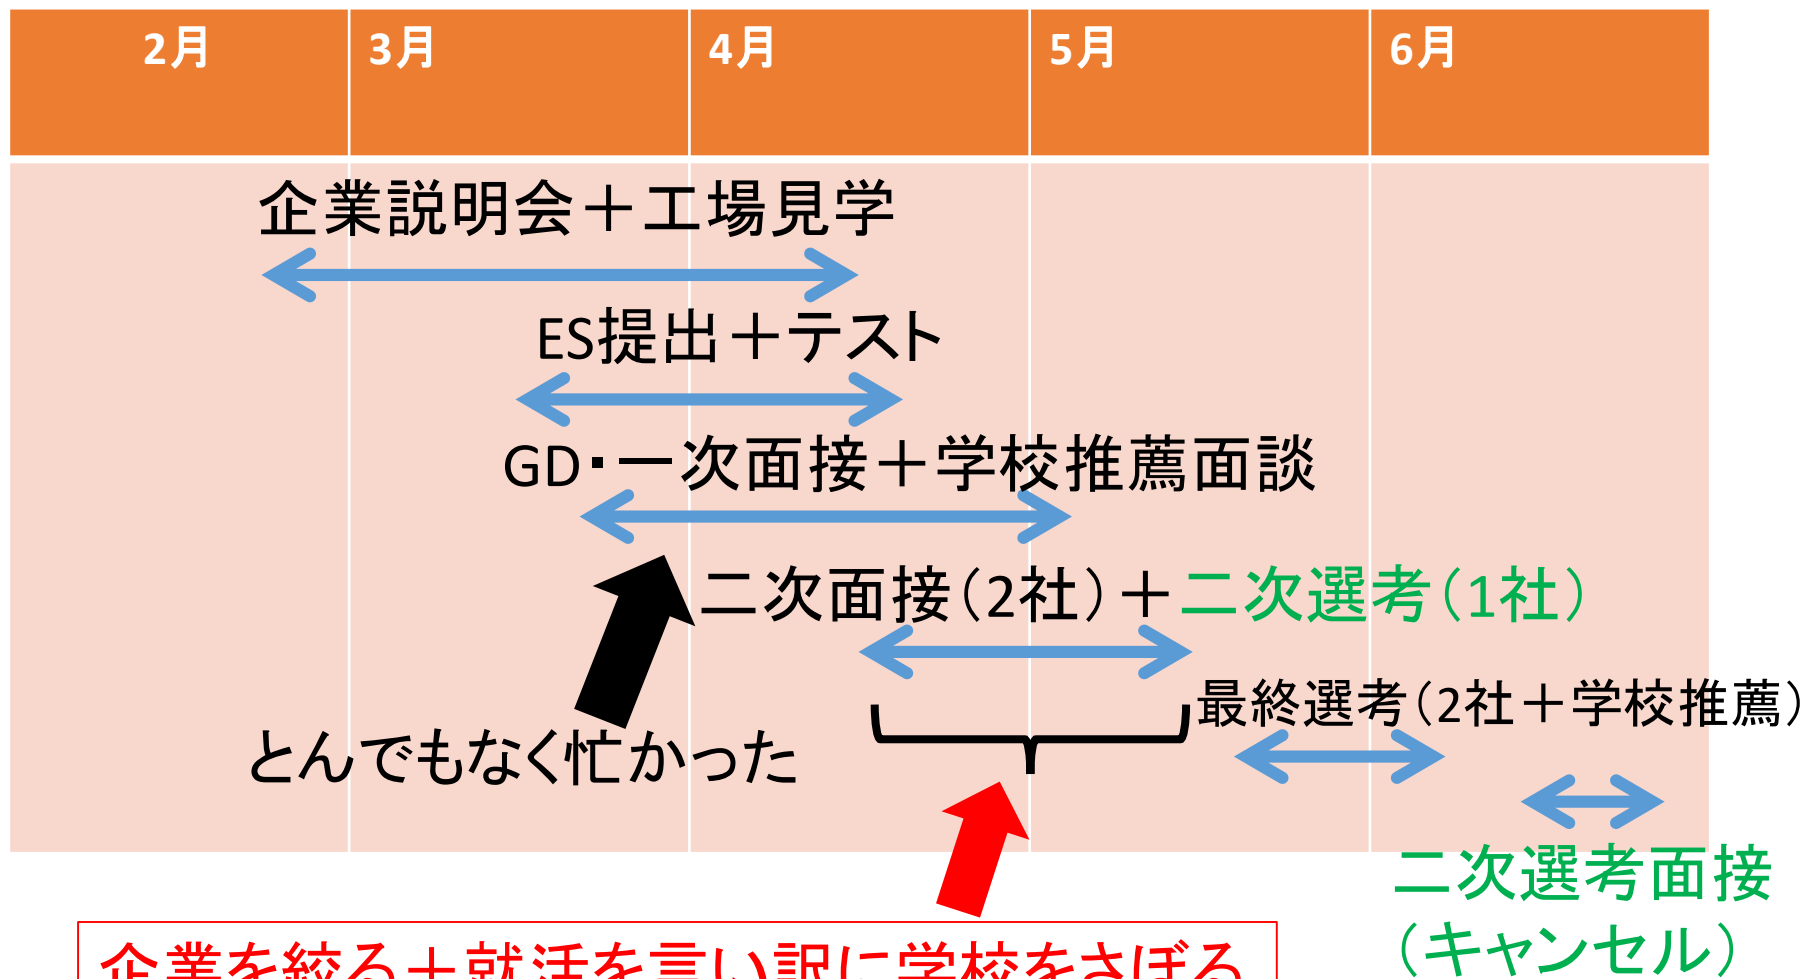 2月 3月 4月 5月 6月
企業説明会＋工場見学
ES提出＋テスト
GD・一次面接＋学校推薦面談
二次面接（2社）＋二次選考（1社）
最終選考（2社＋学校推薦）
とんでもなく忙かった
二次選考面接
（キャンセル）
企業を絞る＋就活を言い訳に学校をさぼる